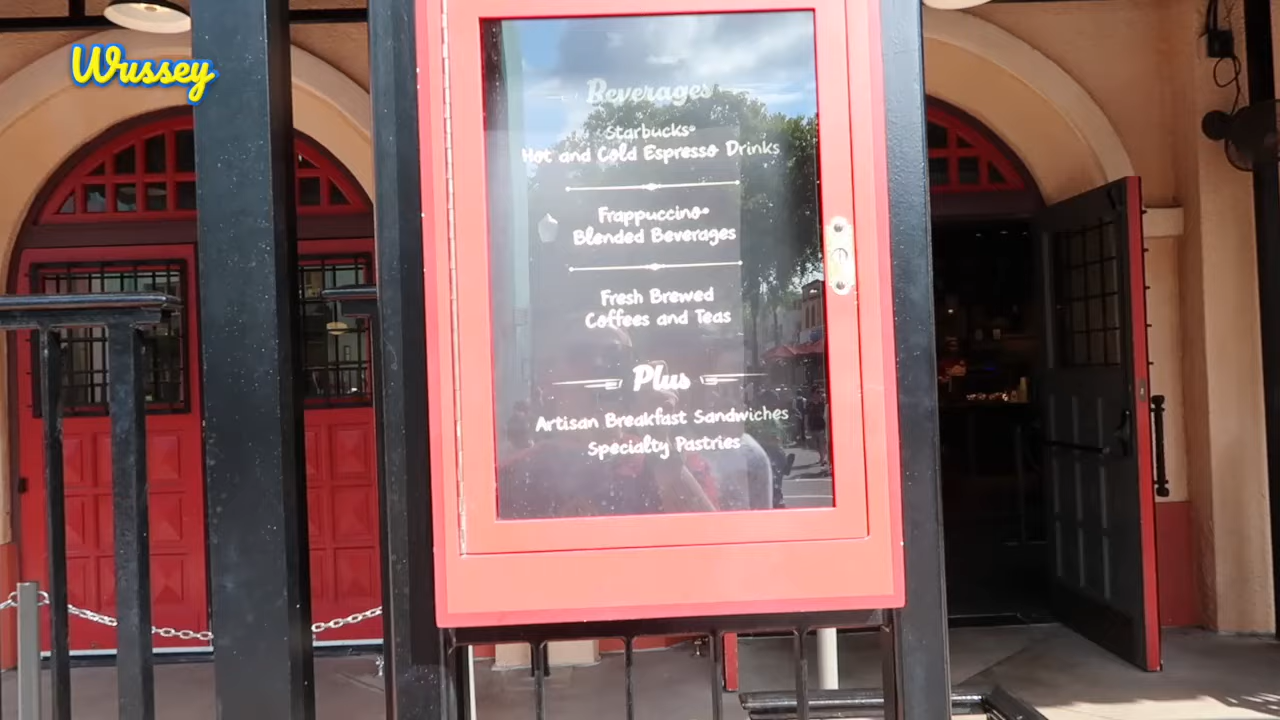 Wussey
Beverages
Starbucks®
Hot and Cold Espresso Drinks
Frappuccino®
Blended Beverages
Fresh Brewed
Coffees and Teas
Plus
Artisan Breakfast Sandwiches
Specialty Pastries